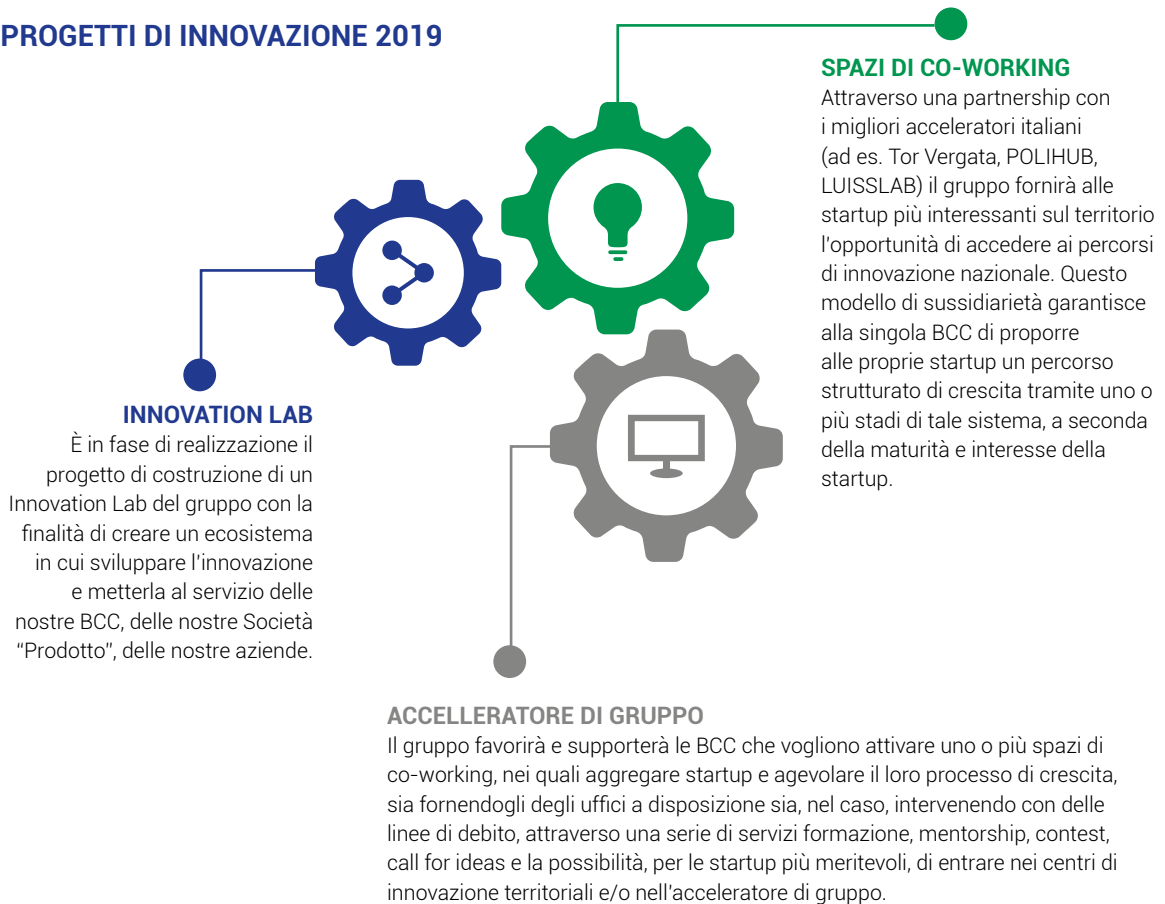 PROGETTI DI INNOVAZIONE 2019
SPAZI DI CO-WORKING
Attraverso una partnership con
i migliori acceleratori italiani
(ad es. Tor Vergata, POLIHUB,
LUISSLAB) il gruppo fornirà alle
startup più interessanti sul territorio
l'opportunità di accedere ai percorsi
di innovazione nazionale. Questo
modello di sussidiarietà garantisce
alla singola BCC di proporre
alle proprie startup un percorso
strutturato di crescita tramite uno o
più stadi di tale sistema, a seconda
della maturità e interesse della
startup.
INNOVATION LAB
È in fase di realizzazione il
progetto di costruzione di un
Innovation Lab del gruppo con la
finalità di creare un ecosistema
in cui sviluppare l'innovazione
e metterla al servizio delle
nostre BCC, delle nostre Società
“Prodotto”, delle nostre aziende.
ACCELLERATORE DI GRUPPO
Il gruppo favorirà e supporterà le BCC che vogliono attivare uno o più spazi di
co-working, nei quali aggregare startup e agevolare il loro processo di crescita,
sia fornendogli degli uffici a disposizione sia, nel caso, intervenendo con delle
linee di debito, attraverso una serie di servizi formazione, mentorship, contest,
call for ideas e la possibilità, per le startup più meritevoli, di entrare nei centri di
innovazione territoriali e/o nell'acceleratore di gruppo.